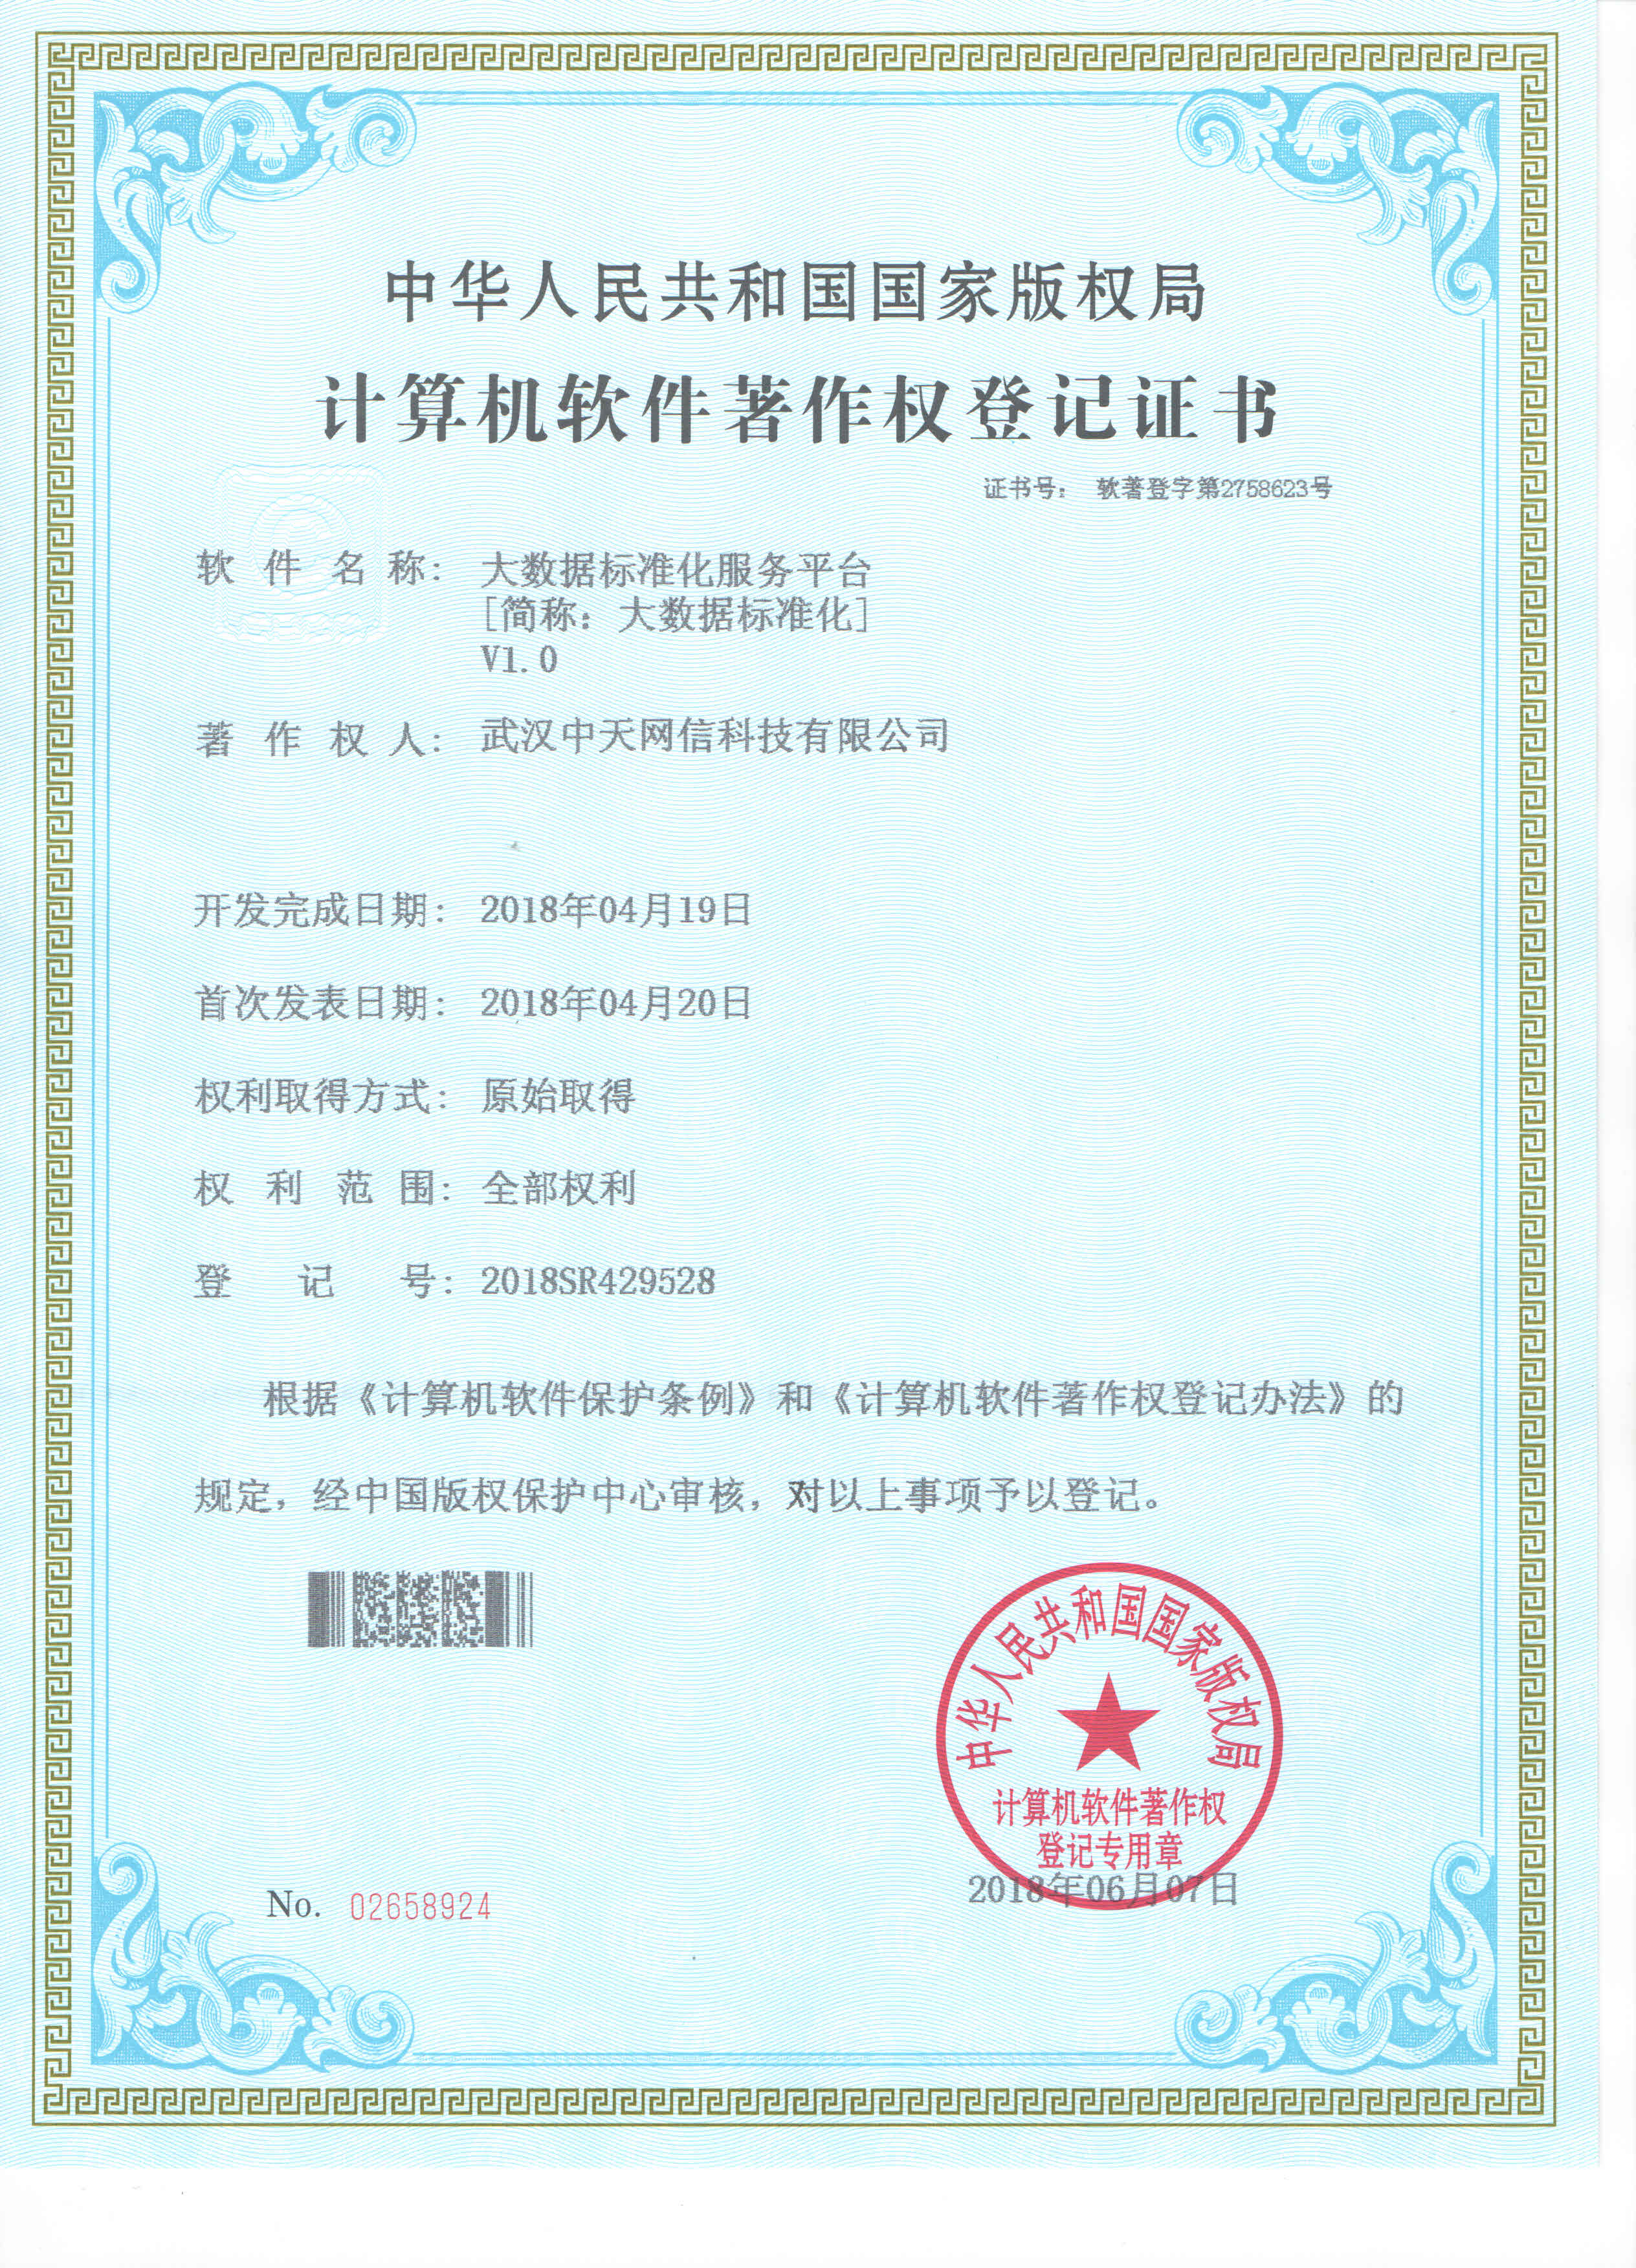 中华人民共和国国家版权局
计算机软件著作权登记证书
证书号： 软著登字第2758623号
软件名称： 大数据标准化服务平台
[简称：大数据标准化]
V1.0
著作权人： 武汉中天网信科技有限公司
开发完成日期： 2018年04月19日
首次发表日期： 2018年04月20日
权利取得方式： 原始取得
权利范围： 全部权利
登记号： 2018SR429528
根据《计算机软件保护条例》和《计算机软件著作权登记办法》的
规定，经中国版权保护中心审核，对以上事项予以登记。
中华人民共和国国家版权局
计算机软件著作权
登记专用章
2018年06月07日
No. 02658924